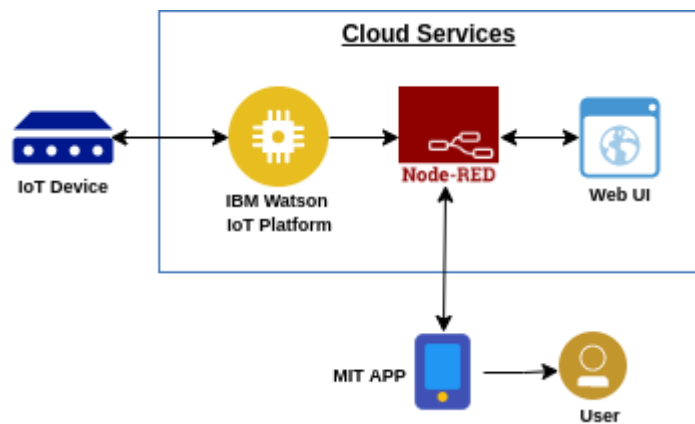 Cloud Services
IoT Device
IBM Watson
IoT Platform
Node-RED
Web UI
MIT APP
User